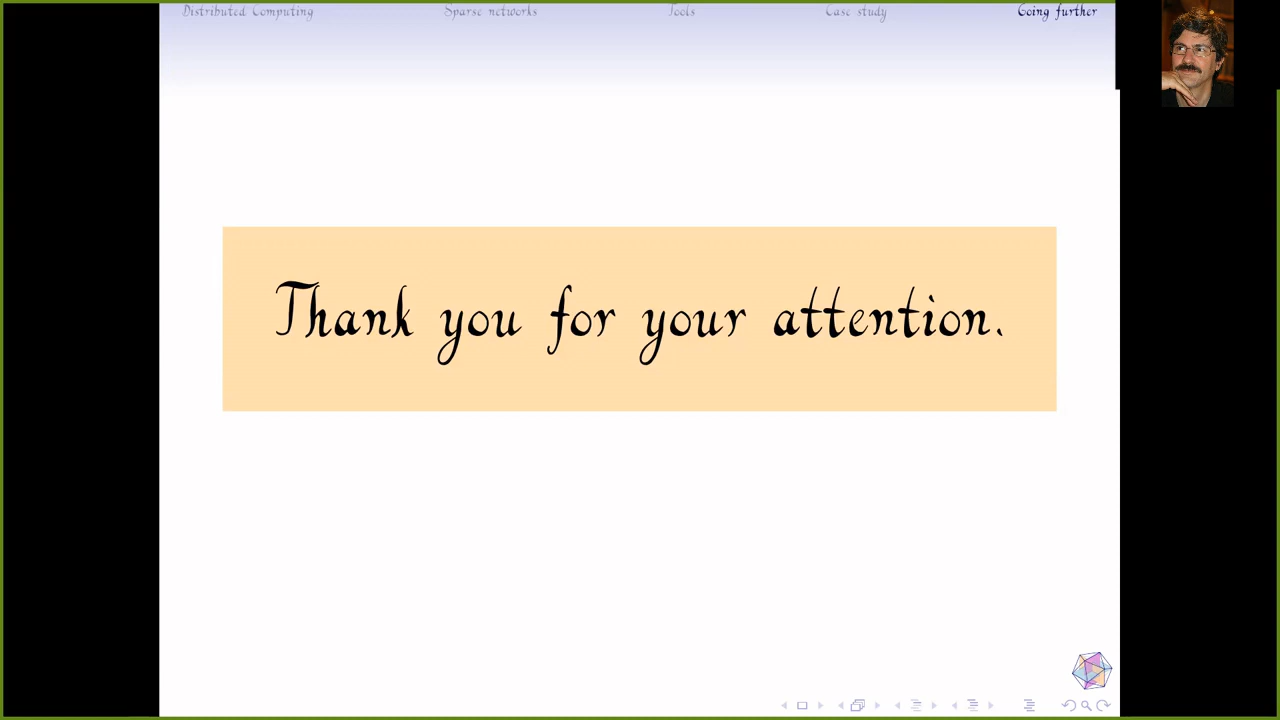 Distributed Computing Sparse networks Tools Case study Going further
Thank you for your attention.